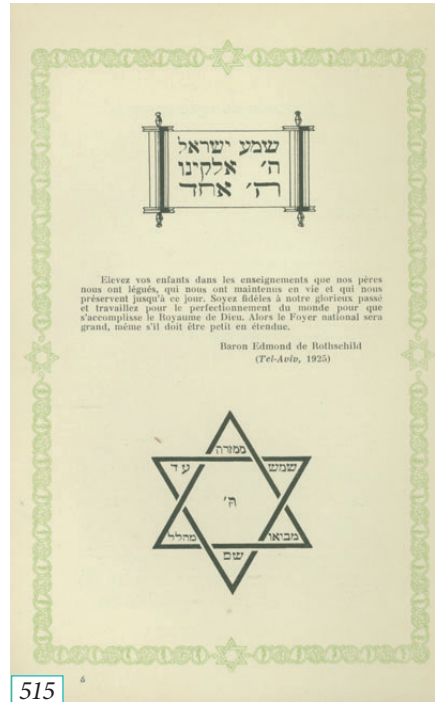 שמע ישראל
ה׳ אלקינו
ה׳ אחד
Elevez vos enfants dans les enseignements que nos pères
nous ont légués, qui nous ont maintenus en vie et qui nous
préservent jusqu'à ce jour. Soyez fidèles à notre glorieux passé
et travaillez pour le perfectionnement du monde pour que
s'accomplisse le Royaume de Dieu. Alors le Foyer national sera
grand, même s'il doit être petit en étendue.
Baron Edmond de Rothschild
(Tel-Aviv, 1925)
ממזרח
שמש
עד
ה׳
מבואו
מהלל
שם
6
515